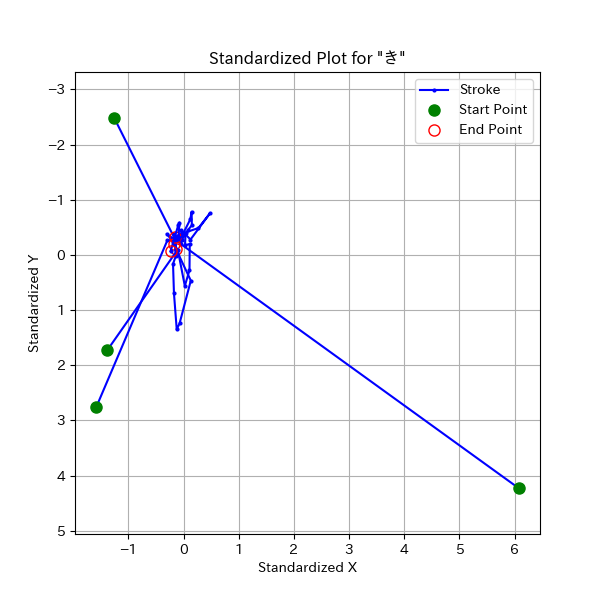 Standardized Plot for "き"
Stroke
Start Point
End Point
Standardized Y
−3
−2
−1
0
1
2
3
4
5
−1 0 1 2 3 4 5 6
Standardized X